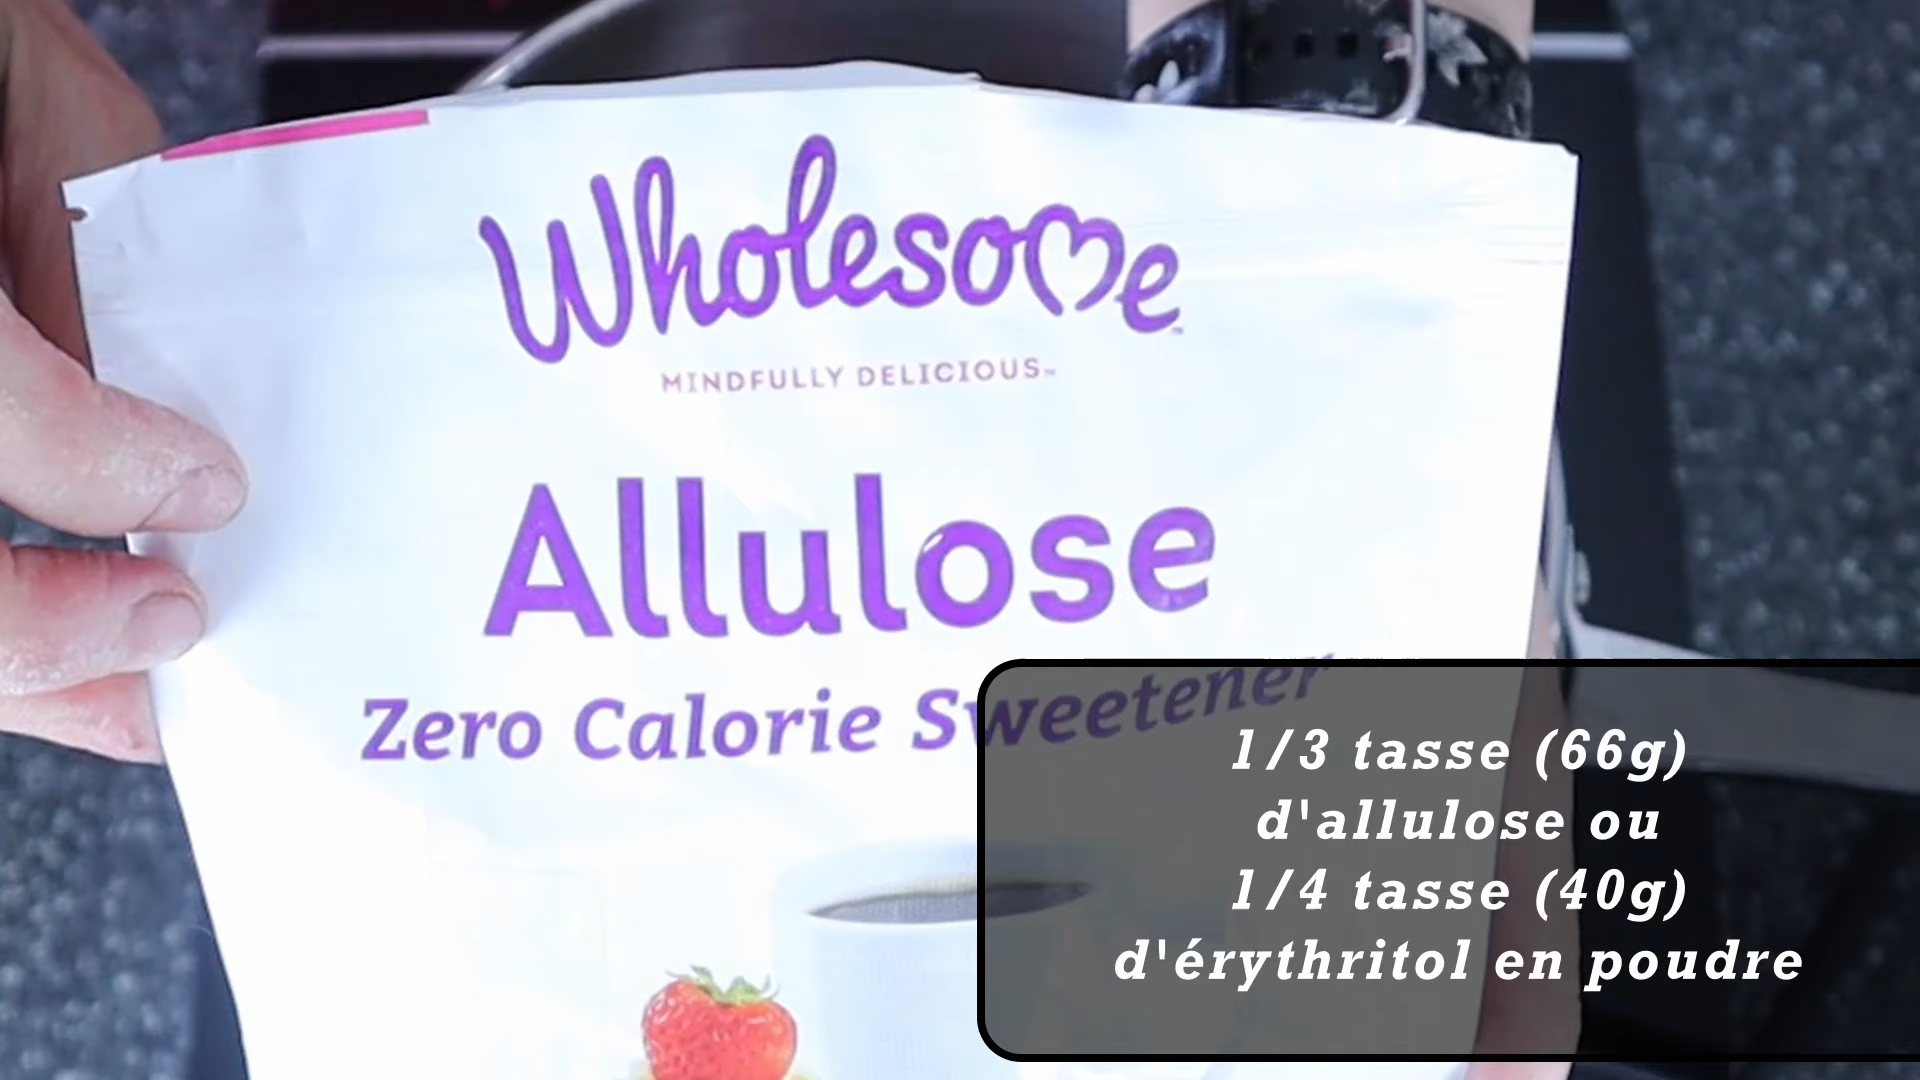 Wholesome
MINDFULLY DELICIOUS™
Allulose
Zero Calorie Sweetener
1/3 tasse (66g)
d'allulose ou
1/4 tasse (40g)
d'érythritol en poudre